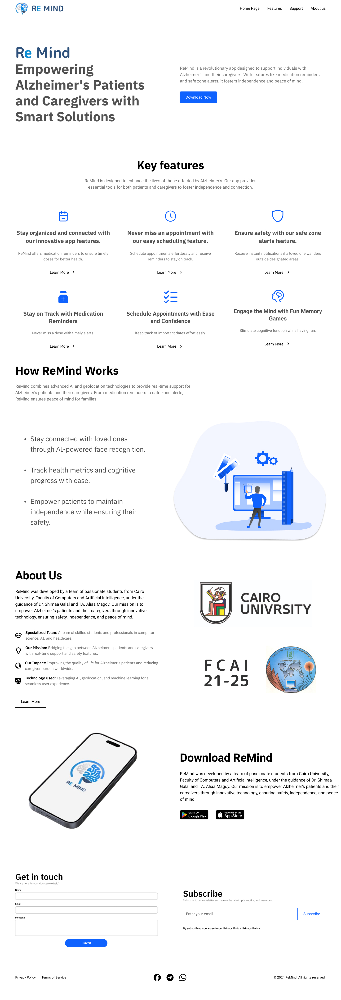 RE MIND
Home Page
Features
Support
About us
Re Mind
Empowering
Alzheimer's Patients
and Caregivers with
Smart Solutions
ReMind is a revolutionary app designed to support individuals with
Alzheimer's and their caregivers. With features like medication reminders
and safe zone alerts, it fosters independence and peace of mind.
Download Now
Key features
ReMind is designed to enhance the lives of those affected by Alzheimer's. Our app provides
essential tools for both patients and caregivers to foster independence and connection.
Stay organized and connected with
our innovative app features.
ReMind offers medication reminders to ensure timely
doses for better health.
Learn More
Never miss an appointment with
our easy scheduling feature.
Schedule appointments effortlessly and receive
reminders to stay on track.
Learn More
Ensure safety with our safe zone
alerts feature.
Receive instant notifications if a loved one wanders
outside designated areas.
Learn More
Stay on Track with Medication
Reminders
Never miss a dose with timely alerts.
Learn More
Schedule Appointments with Ease
and Confidence
Keep track of important dates effortlessly.
Learn More
Engage the Mind with Fun Memory
Games
Stimulate cognitive function while having fun.
Learn More
How ReMind Works
ReMind combines advanced AI and geolocation technologies to provide real-time support for
Alzheimer's patients and their caregivers. From medication reminders to safe zone alerts,
ReMind ensures peace of mind for families
• Stay connected with loved ones
through AI-powered face recognition.
• Track health metrics and cognitive
progress with ease.
• Empower patients to maintain
independence while ensuring their
safety.
About Us
ReMind was developed by a team of passionate students from Cairo
University, Faculty of Computers and Artificial Intelligence, under the
guidance of Dr. Shimaa Galal and TA. Aliaa Magdy. Our mission is to
empower Alzheimer's patients and their caregivers through innovative
technology, ensuring safety, independence, and peace of mind.
Specialized Team: A team of skilled students and professionals in computer
science, AI, and healthcare.
Our Mission: Bridging the gap between Alzheimer's patients and caregivers
with real-time support and safety features.
Our Impact: Improving the quality of life for Alzheimer's patients and reducing
caregiver burden worldwide.
Technology Used: Leveraging AI, geolocation, and machine learning for a
seamless user experience.
Learn More
CAIRO
UNIVRSITY
FCAI
21-25
FACULTY OF COMPUTERS & INFORMATION
CAIRO UNIVERSITY
RE MIND
Download ReMind
ReMind was developed by a team of passionate students from Cairo University,
Faculty of Computers and Artificial ntelligence, under the guidance of Dr. Shimaa
Galal and TA. Aliaa Magdy. Our mission is to empower Alzheimer's patients and their
caregivers through innovative technology, ensuring safety, independence, and peace
of mind.
GET IT ON
Google Play
Download on the
App Store
Get in touch
We are here for you! How can we help?
Name
Email
Message
Submit
Subscribe
Subscribe to our newsletter and receive the latest updates, tips, and resources
Enter your email
Subscribe
By subscribing you agree to our Privacy Policy. Privacy Policy
Privacy Policy
Terms of Service
© 2024 ReMind. All rights reserved.